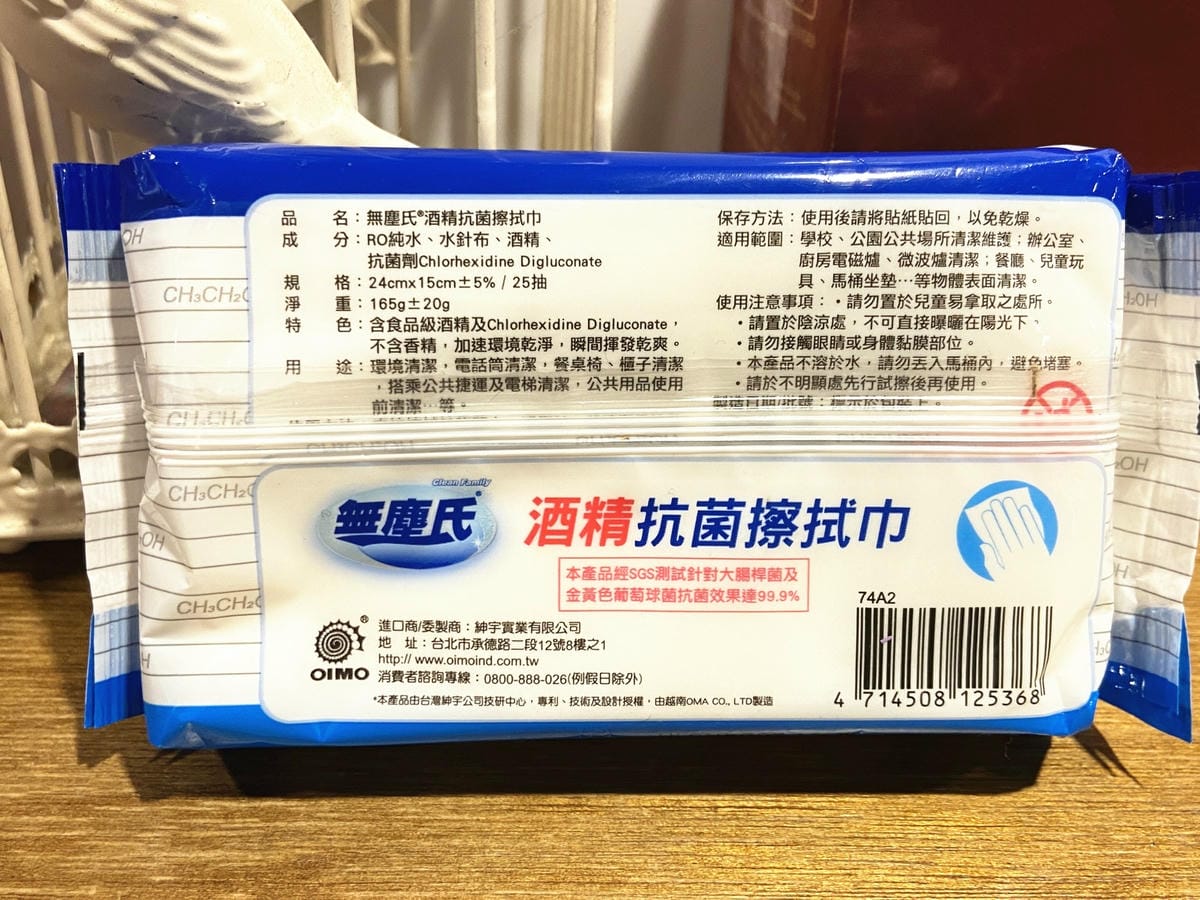 品　　名：無塵氏®酒精抗菌擦拭巾
成　　分：RO純水、水針布、酒精、
抗菌劑Chlorhexidine Digluconate
規　　格：24cmx15cm±5% / 25抽
淨　　重：165g±20g
特　　色：含食品級酒精及Chlorhexidine Digluconate，
不含香精，加速環境乾淨，瞬間揮發乾爽。
用　　途：環境清潔，電話筒清潔，餐桌椅、櫃子清潔
，搭乘公共捷運及電梯清潔，公共用品使用
前清潔…等。
保存方法：使用後請將貼紙貼回，以免乾燥。
適用範圍：學校、公園公共場所清潔維護；辦公室、
廚房電磁爐、微波爐清潔；餐廳、兒童玩
具、馬桶坐墊…等物體表面清潔。
使用注意事項：・請勿置於兒童易拿取之處所。
・請置於陰涼處，不可直接曝曬在陽光下。
・請勿接觸眼睛或身體黏膜部位。
・本產品不溶於水，請勿丟入馬桶內，避免堵塞。
・請於不明顯處先行試擦後再使用。
製造日期/批號：標示於包裝上。
Clean Family
無塵氏®
酒精抗菌擦拭巾
本產品經SGS測試針對大腸桿菌及
金黃色葡萄球菌抗菌效果達99.9%
OIMO®
進口商/委製商：紳宇實業有限公司
地　址：台北市承德路二段12號8樓之1
http:// www.oimoind.com.tw
消費者諮詢專線：0800-888-026(例假日除外)
*本產品由台灣紳宇公司技研中心，專利、技術及設計授權，由越南OMA CO., LTD製造
74A2
4 714508 125368
OH
CH₃CH₂
CH₃CH₂
OH
CH₃CH₂
H₂OH
OH